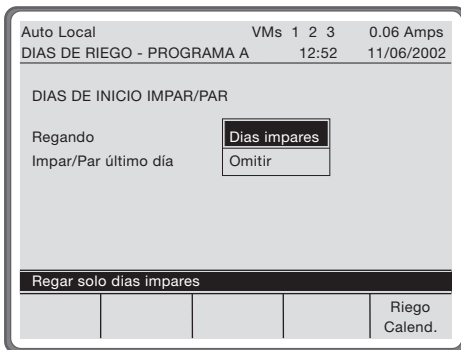 Auto Local VMs 1 2 3 0.06 Amps
DIAS DE RIEGO - PROGRAMA A 12:52 11/06/2002
DIAS DE INICIO IMPAR/PAR
Regando Dias impares
Impar/Par último día Omitir
Regar solo dias impares
Riego
Calend.